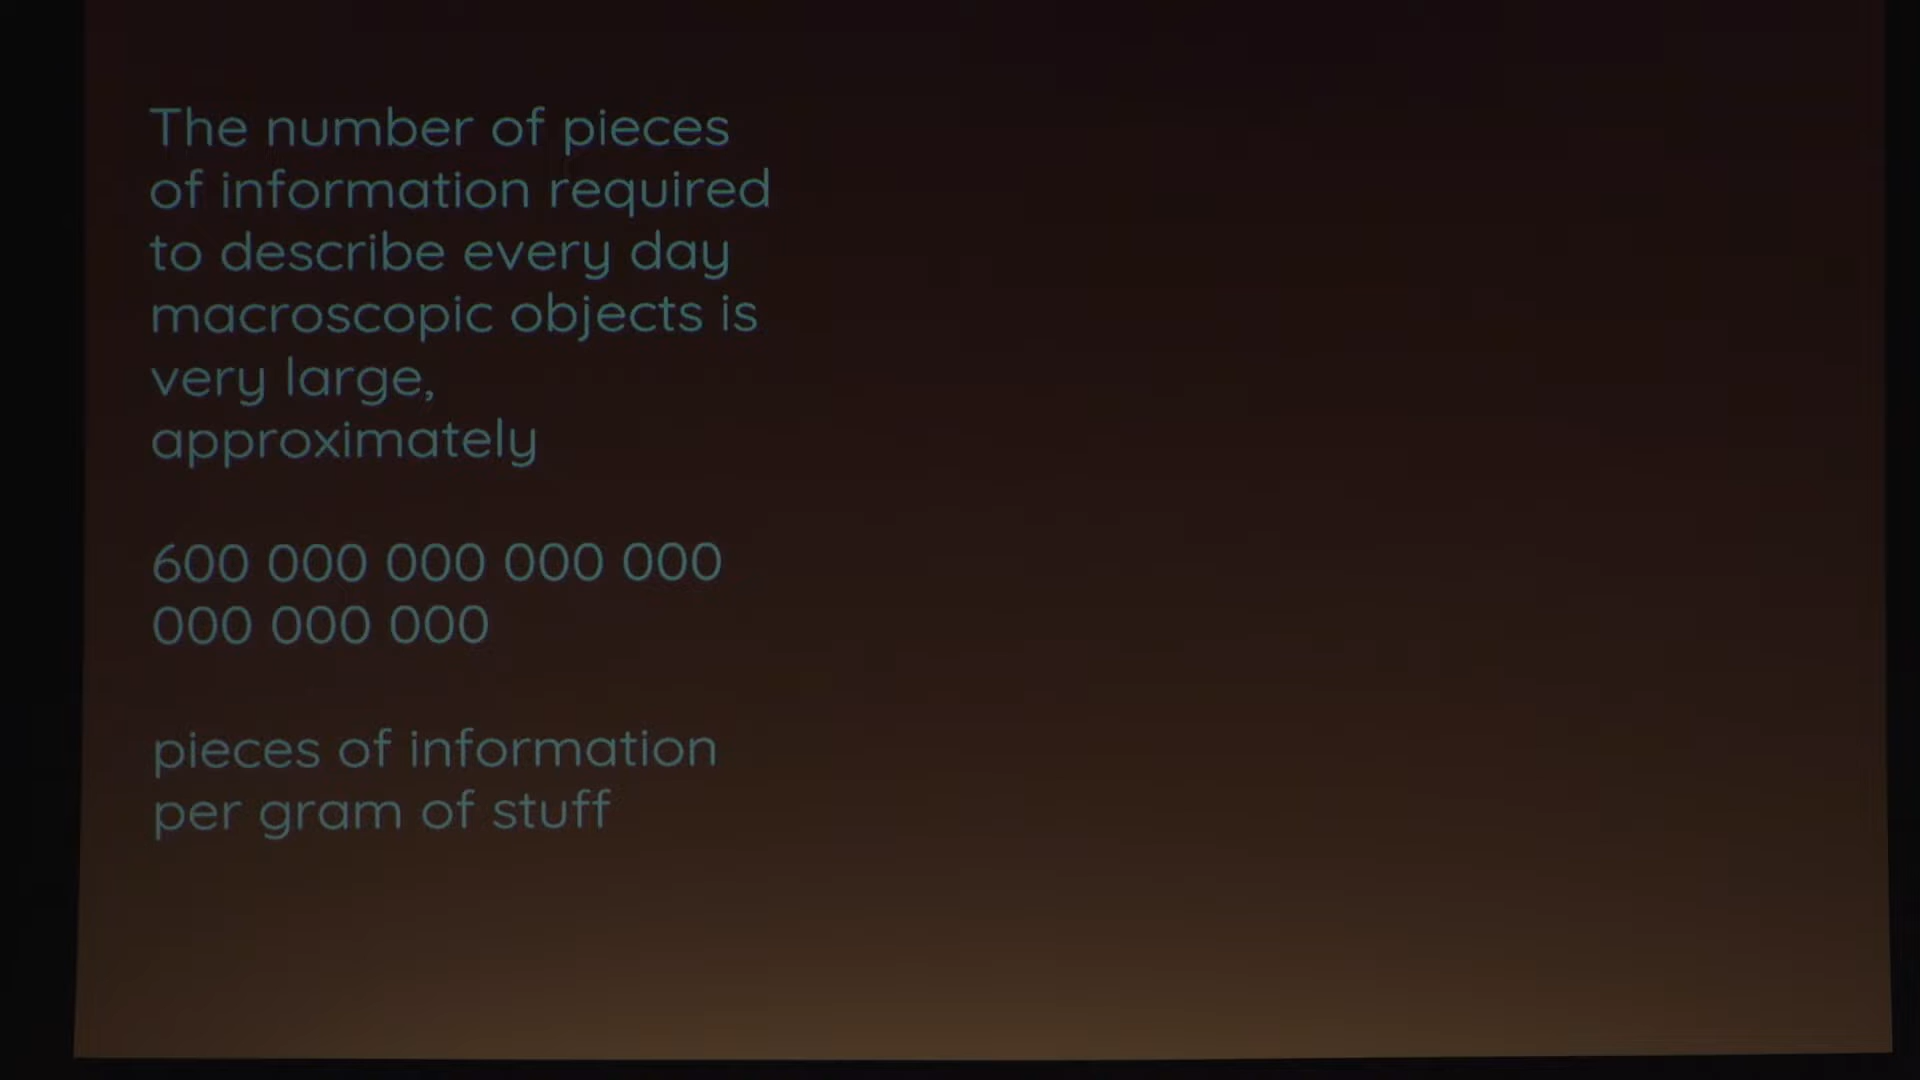 The number of pieces
of information required
to describe every day
macroscopic objects is
very large,
approximately
600 000 000 000 000
000 000 000
pieces of information
per gram of stuff